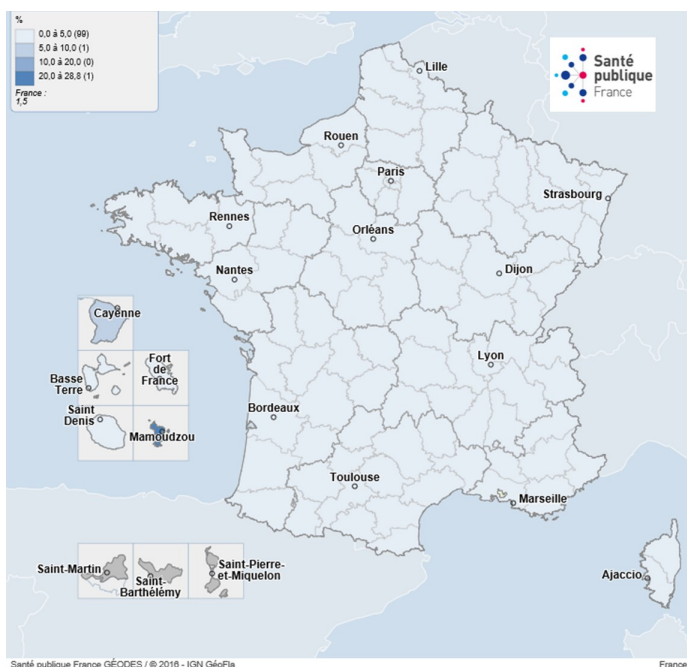 %
0,0 à 5,0 (99)
5,0 à 10,0 (1)
10,0 à 20,0 (0)
20,0 à 28,8 (1)
France :
1,5
Santé
publique
France
Lille
Rouen
Paris
Strasbourg
Rennes
Orléans
Nantes
Dijon
Cayenne
Lyon
Basse
Terre
Fort
de
France
Saint
Denis
Mamoudzou
Bordeaux
Toulouse
Marseille
Saint-Martin
Saint-
Barthélémy
Saint-Pierre-
et-Miquelon
Ajaccio
Santé publique France GÉODES / © 2016 - IGN GéoFla
France